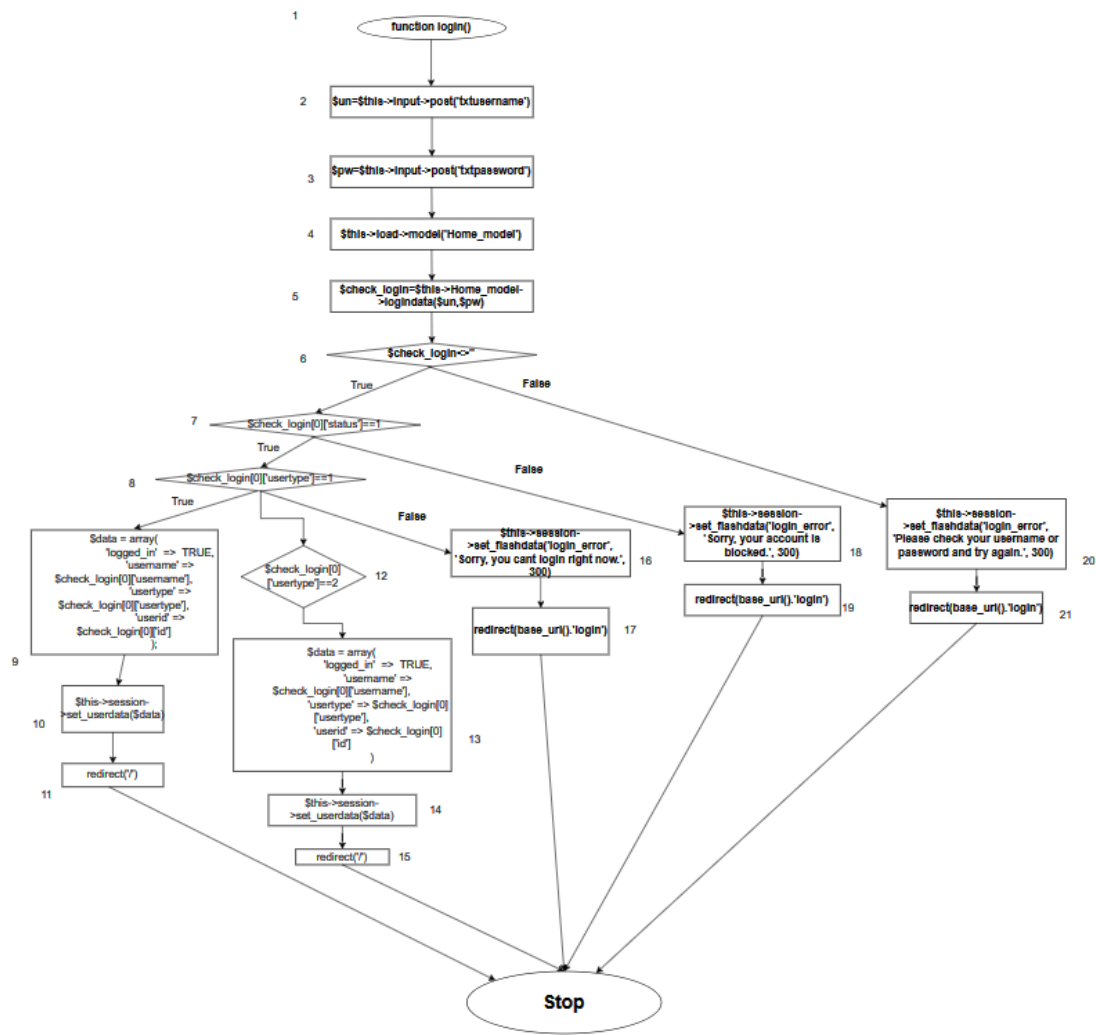 1
function login()
2
$un=$this->input->post('txtusername')
$pw=$this->input->post('txtpassword')
3
4
$this->load->model('Home_model')
5
$check_login=$this->Home_model-
>logindata($un,$pw)
6
$check_login<>''
True
False
7
$check_login[0]['status']==1
True
False
8
$check_login[0]['usertype']==1
True
False
$data = array(
'logged_in' => TRUE,
'username' =>
$check_login[0]['username'],
'usertype' =>
$check_login[0]['usertype'],
'userid' =>
$check_login[0]['id']
);
9
$check_login[0]
['usertype']==2
12
$this->session-
>set_flashdata('login_error',
'Sorry, you cant login right now.',
300)
16
$this->session-
>set_flashdata('login_error',
'Sorry, your account is
blocked.', 300)
18
$this->session-
>set_flashdata('login_error',
'Please check your username or
password and try again.', 300)
20
redirect(base_url().'login')
17
redirect(base_url().'login')
19
redirect(base_url().'login')
21
$this->session-
>set_userdata($data)
10
redirect('/')
11
$data = array(
'logged_in' => TRUE,
'username' =>
$check_login[0]['username'],
'usertype' => $check_login[0]
['usertype'],
'userid' => $check_login[0]
['id']
)
13
$this->session-
>set_userdata($data)
14
redirect('/')
15
Stop